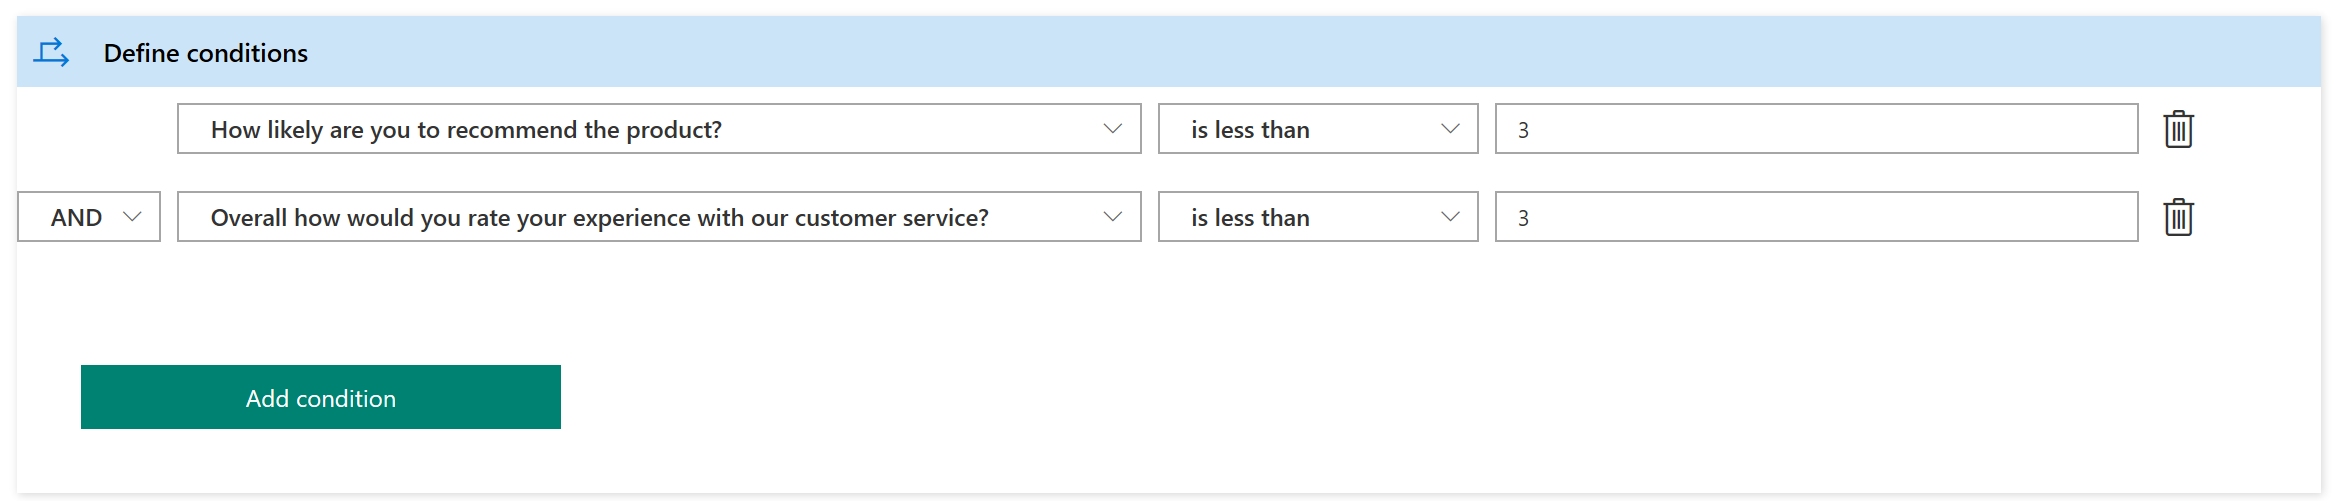 Define conditions
How likely are you to recommend the product? is less than 3
AND Overall how would you rate your experience with our customer service? is less than 3
Add condition